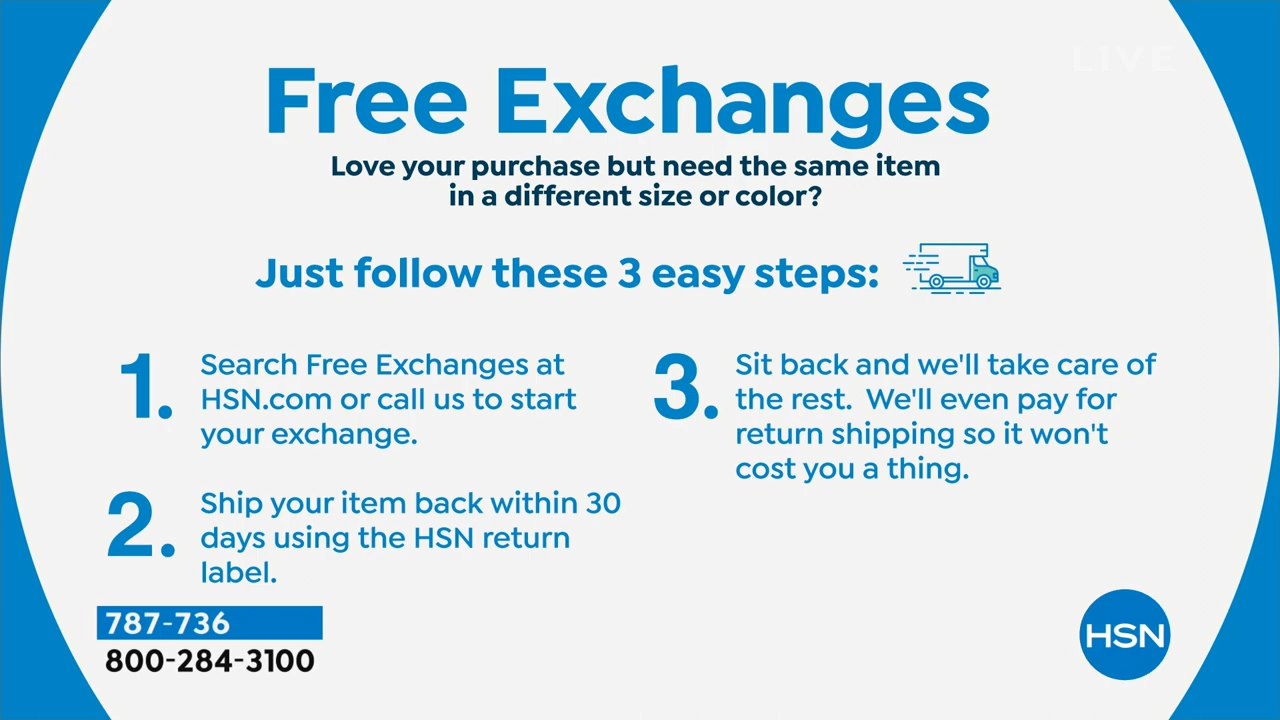 LIVE
Free Exchanges
Love your purchase but need the same item
in a different size or color?
Just follow these 3 easy steps:
1. Search Free Exchanges at
HSN.com or call us to start
your exchange.
2. Ship your item back within 30
days using the HSN return
label.
3. Sit back and we'll take care of
the rest. We'll even pay for
return shipping so it won't
cost you a thing.
787-736
800-284-3100
HSN